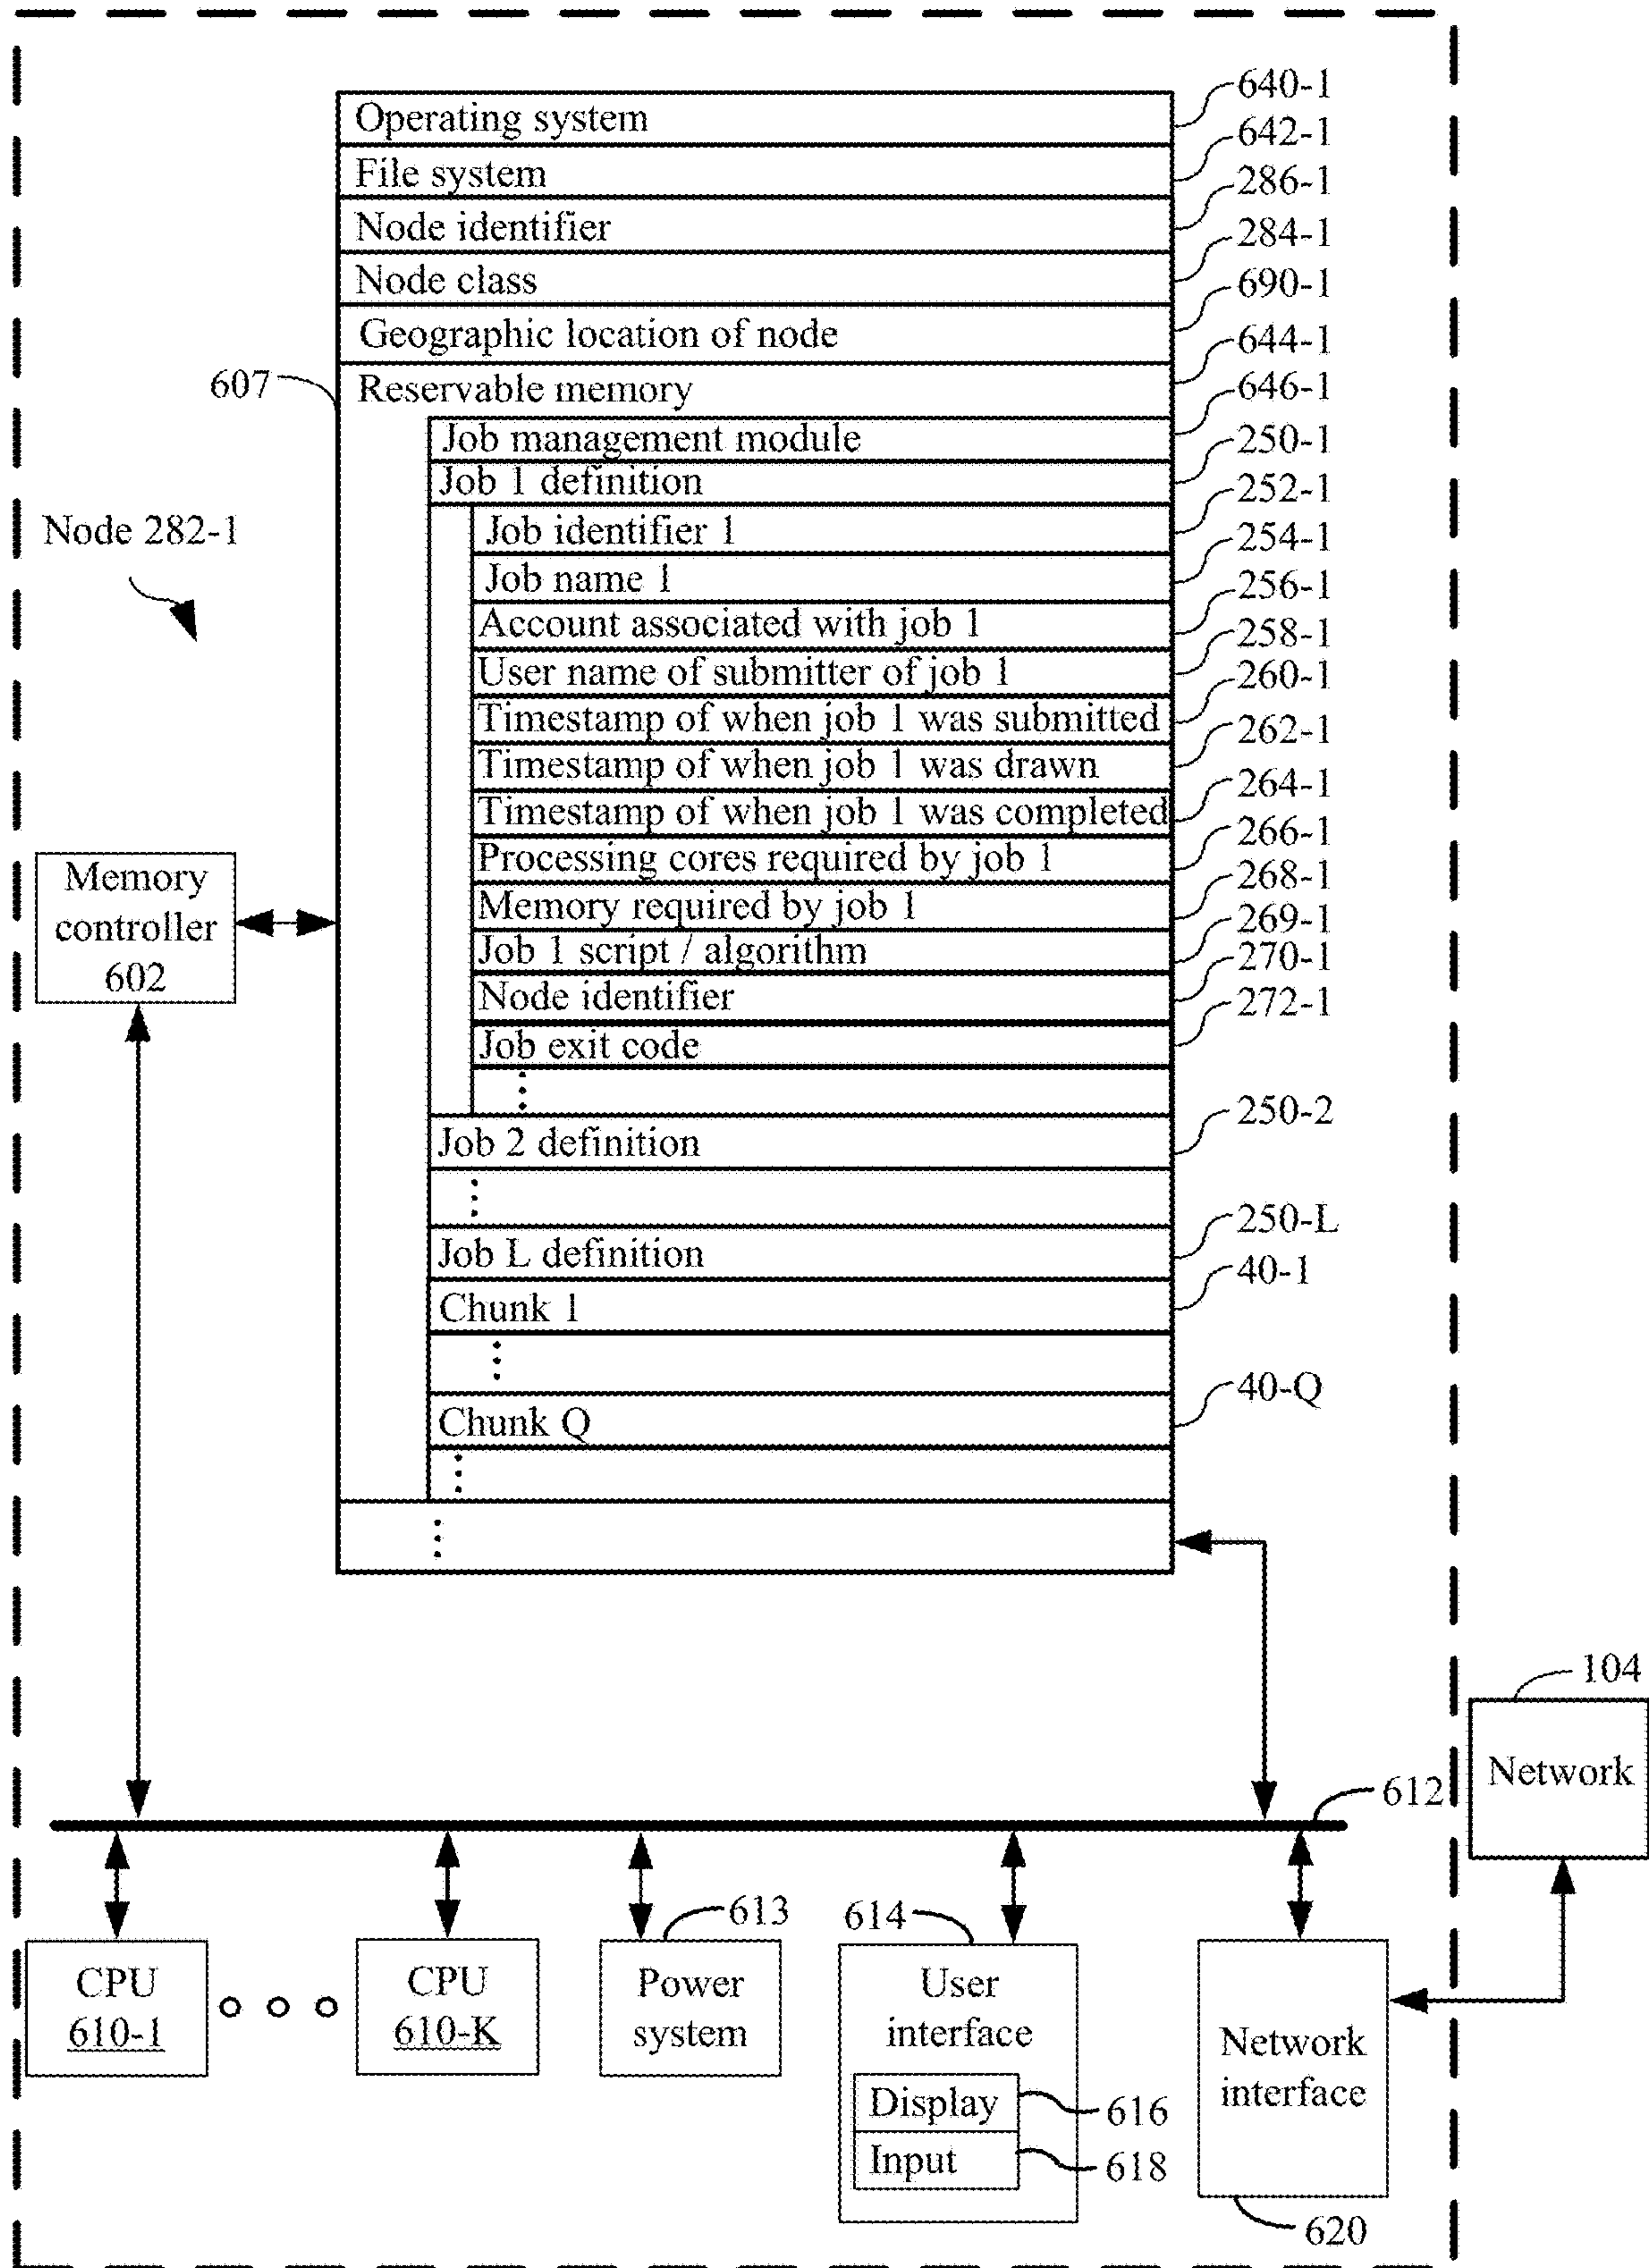 Operating system 640-1
File system 642-1
Node identifier 286-1
Node class 284-1
Geographic location of node 690-1
607 Reservable memory 644-1
Job management module 646-1
Job 1 definition 250-1
Node 282-1
Job identifier 1 252-1
Job name 1 254-1
Account associated with job 1 256-1
User name of submitter of job 1 258-1
Timestamp of when job 1 was submitted 260-1
Timestamp of when job 1 was drawn 262-1
Timestamp of when job 1 was completed 264-1
Processing cores required by job 1 266-1
Memory required by job 1 268-1
Job 1 script / algorithm 269-1
Node identifier 270-1
Job exit code 272-1
Memory
controller
602
Job 2 definition 250-2
Job L definition 250-L
Chunk 1 40-1
Chunk Q 40-Q
104
Network
612
CPU
610-1
CPU
610-K
613
Power
system
614
User
interface
Display 616
Input 618
Network
interface
620